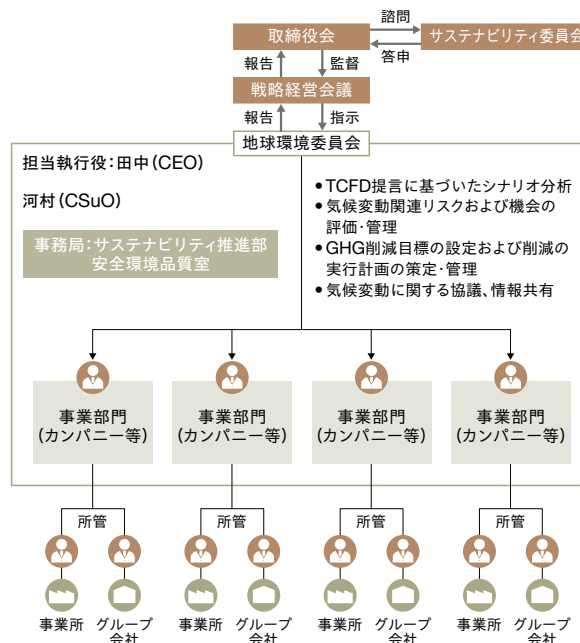 諮問
取締役会
サステナビリティ委員会
答申
報告
監督
戦略経営会議
報告
指示
地球環境委員会
担当執行役:田中(CEO)
河村(CSuO)
事務局:サステナビリティ推進部
安全環境品質室
●TCFD提言に基づいたシナリオ分析
●気候変動関連リスクおよび機会の
評価・管理
●GHG削減目標の設定および削減の
実行計画の策定・管理
●気候変動に関する協議、情報共有
事業部門
(カンパニー等)
事業部門
(カンパニー等)
事業部門
(カンパニー等)
事業部門
(カンパニー等)
所管
所管
所管
所管
事業所
グループ
会社
事業所
グループ
会社
事業所
グループ
会社
事業所
グループ
会社